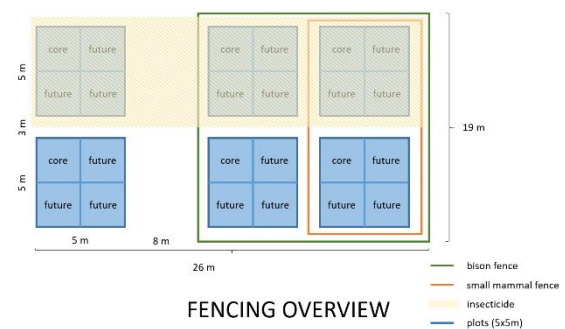 core future core future core future
5 m
future future future future future future
3 m
19 m
core future core future core future
5 m
future future future future future future
5 m 8 m
26 m
bison fence
small mammal fence
insecticide
plots (5x5m)
FENCING OVERVIEW